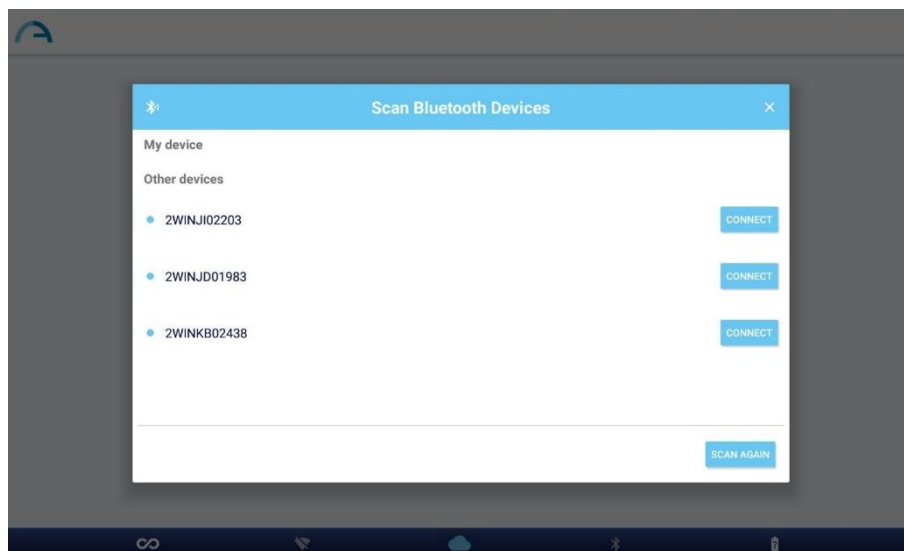 Scan Bluetooth Devices
My device
Other devices
2WINJI02203 CONNECT
2WINJD01983 CONNECT
2WINKB02438 CONNECT
SCAN AGAIN